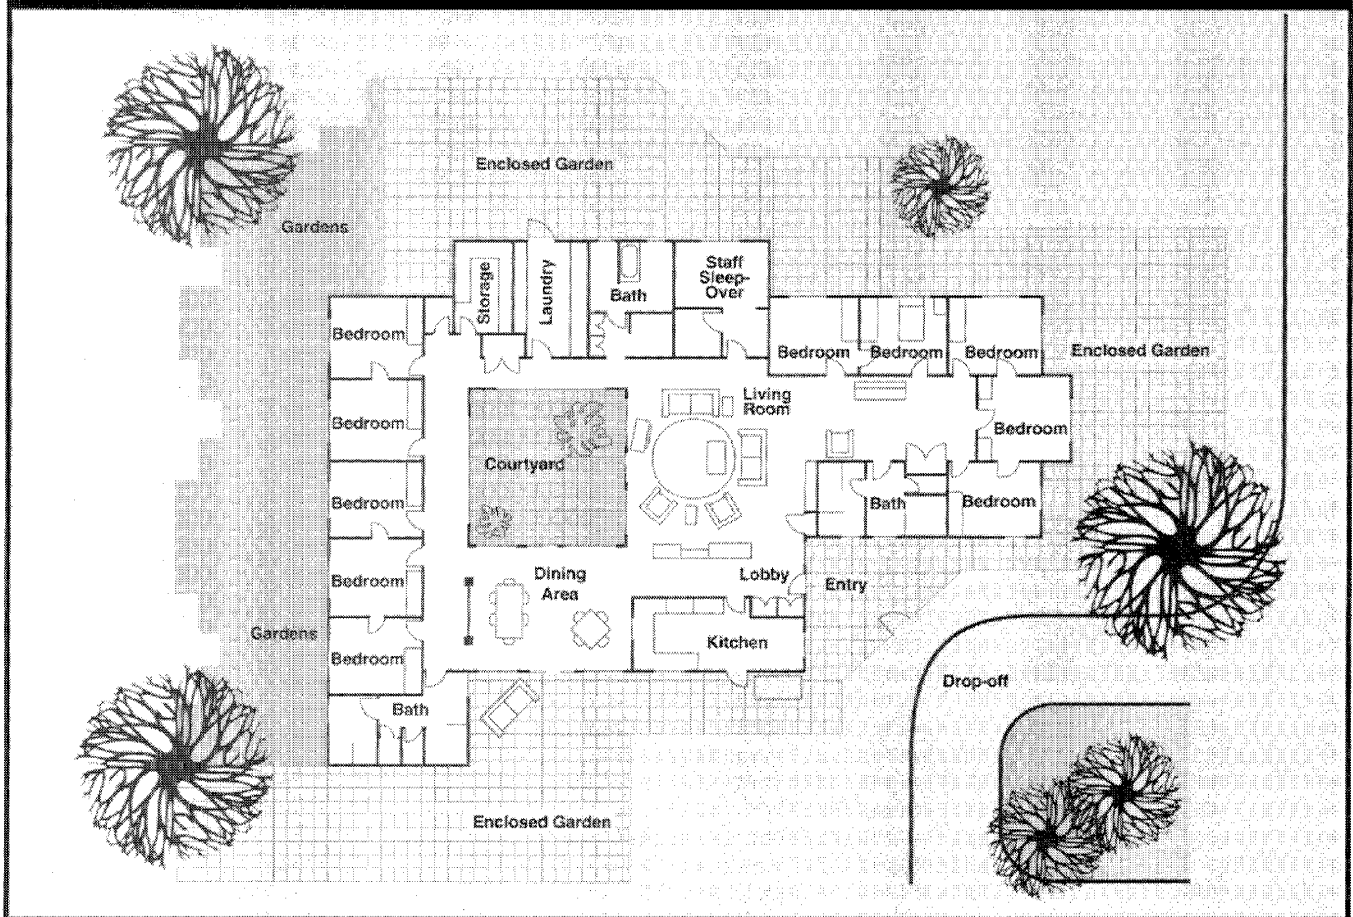 Enclosed Garden
Gardens
Storage
Laundry
Bath
Staff
Sleep-
Over
Bedroom
Bedroom
Bedroom
Bedroom
Enclosed Garden
Living
Room
Bedroom
Bedroom
Courtyard
Bedroom
Bath
Bedroom
Bedroom
Dining
Area
Lobby
Entry
Gardens
Kitchen
Bedroom
Drop-off
Bath
Enclosed Garden